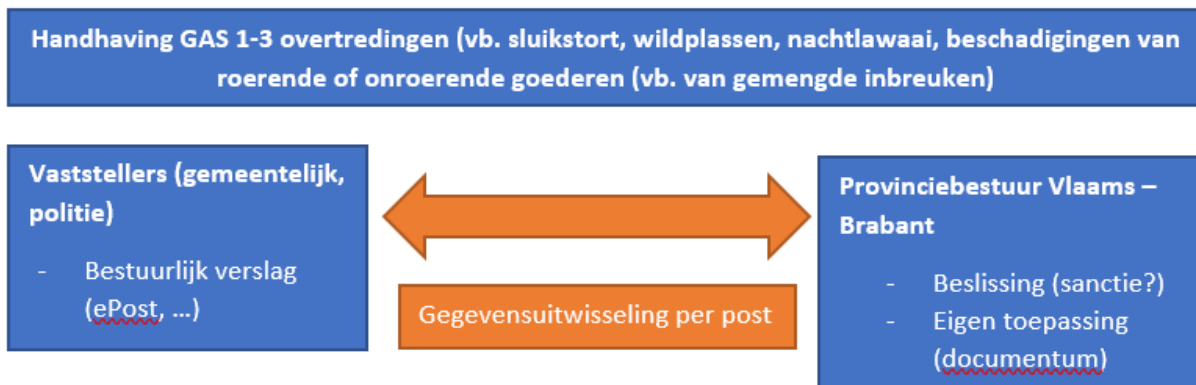 Handhaving GAS 1-3 overtredingen (vb. sluikstort, wildplassen, nachtlawaai, beschadigingen van
roerende of onroerende goederen (vb. van gemengde inbreuken)
Vaststellers (gemeentelijk,
politie)
- Bestuurlijk verslag
(ePost, …)
Gegevensuitwisseling per post
Provinciebestuur Vlaams –
Brabant
- Beslissing (sanctie?)
- Eigen toepassing
(documentum)